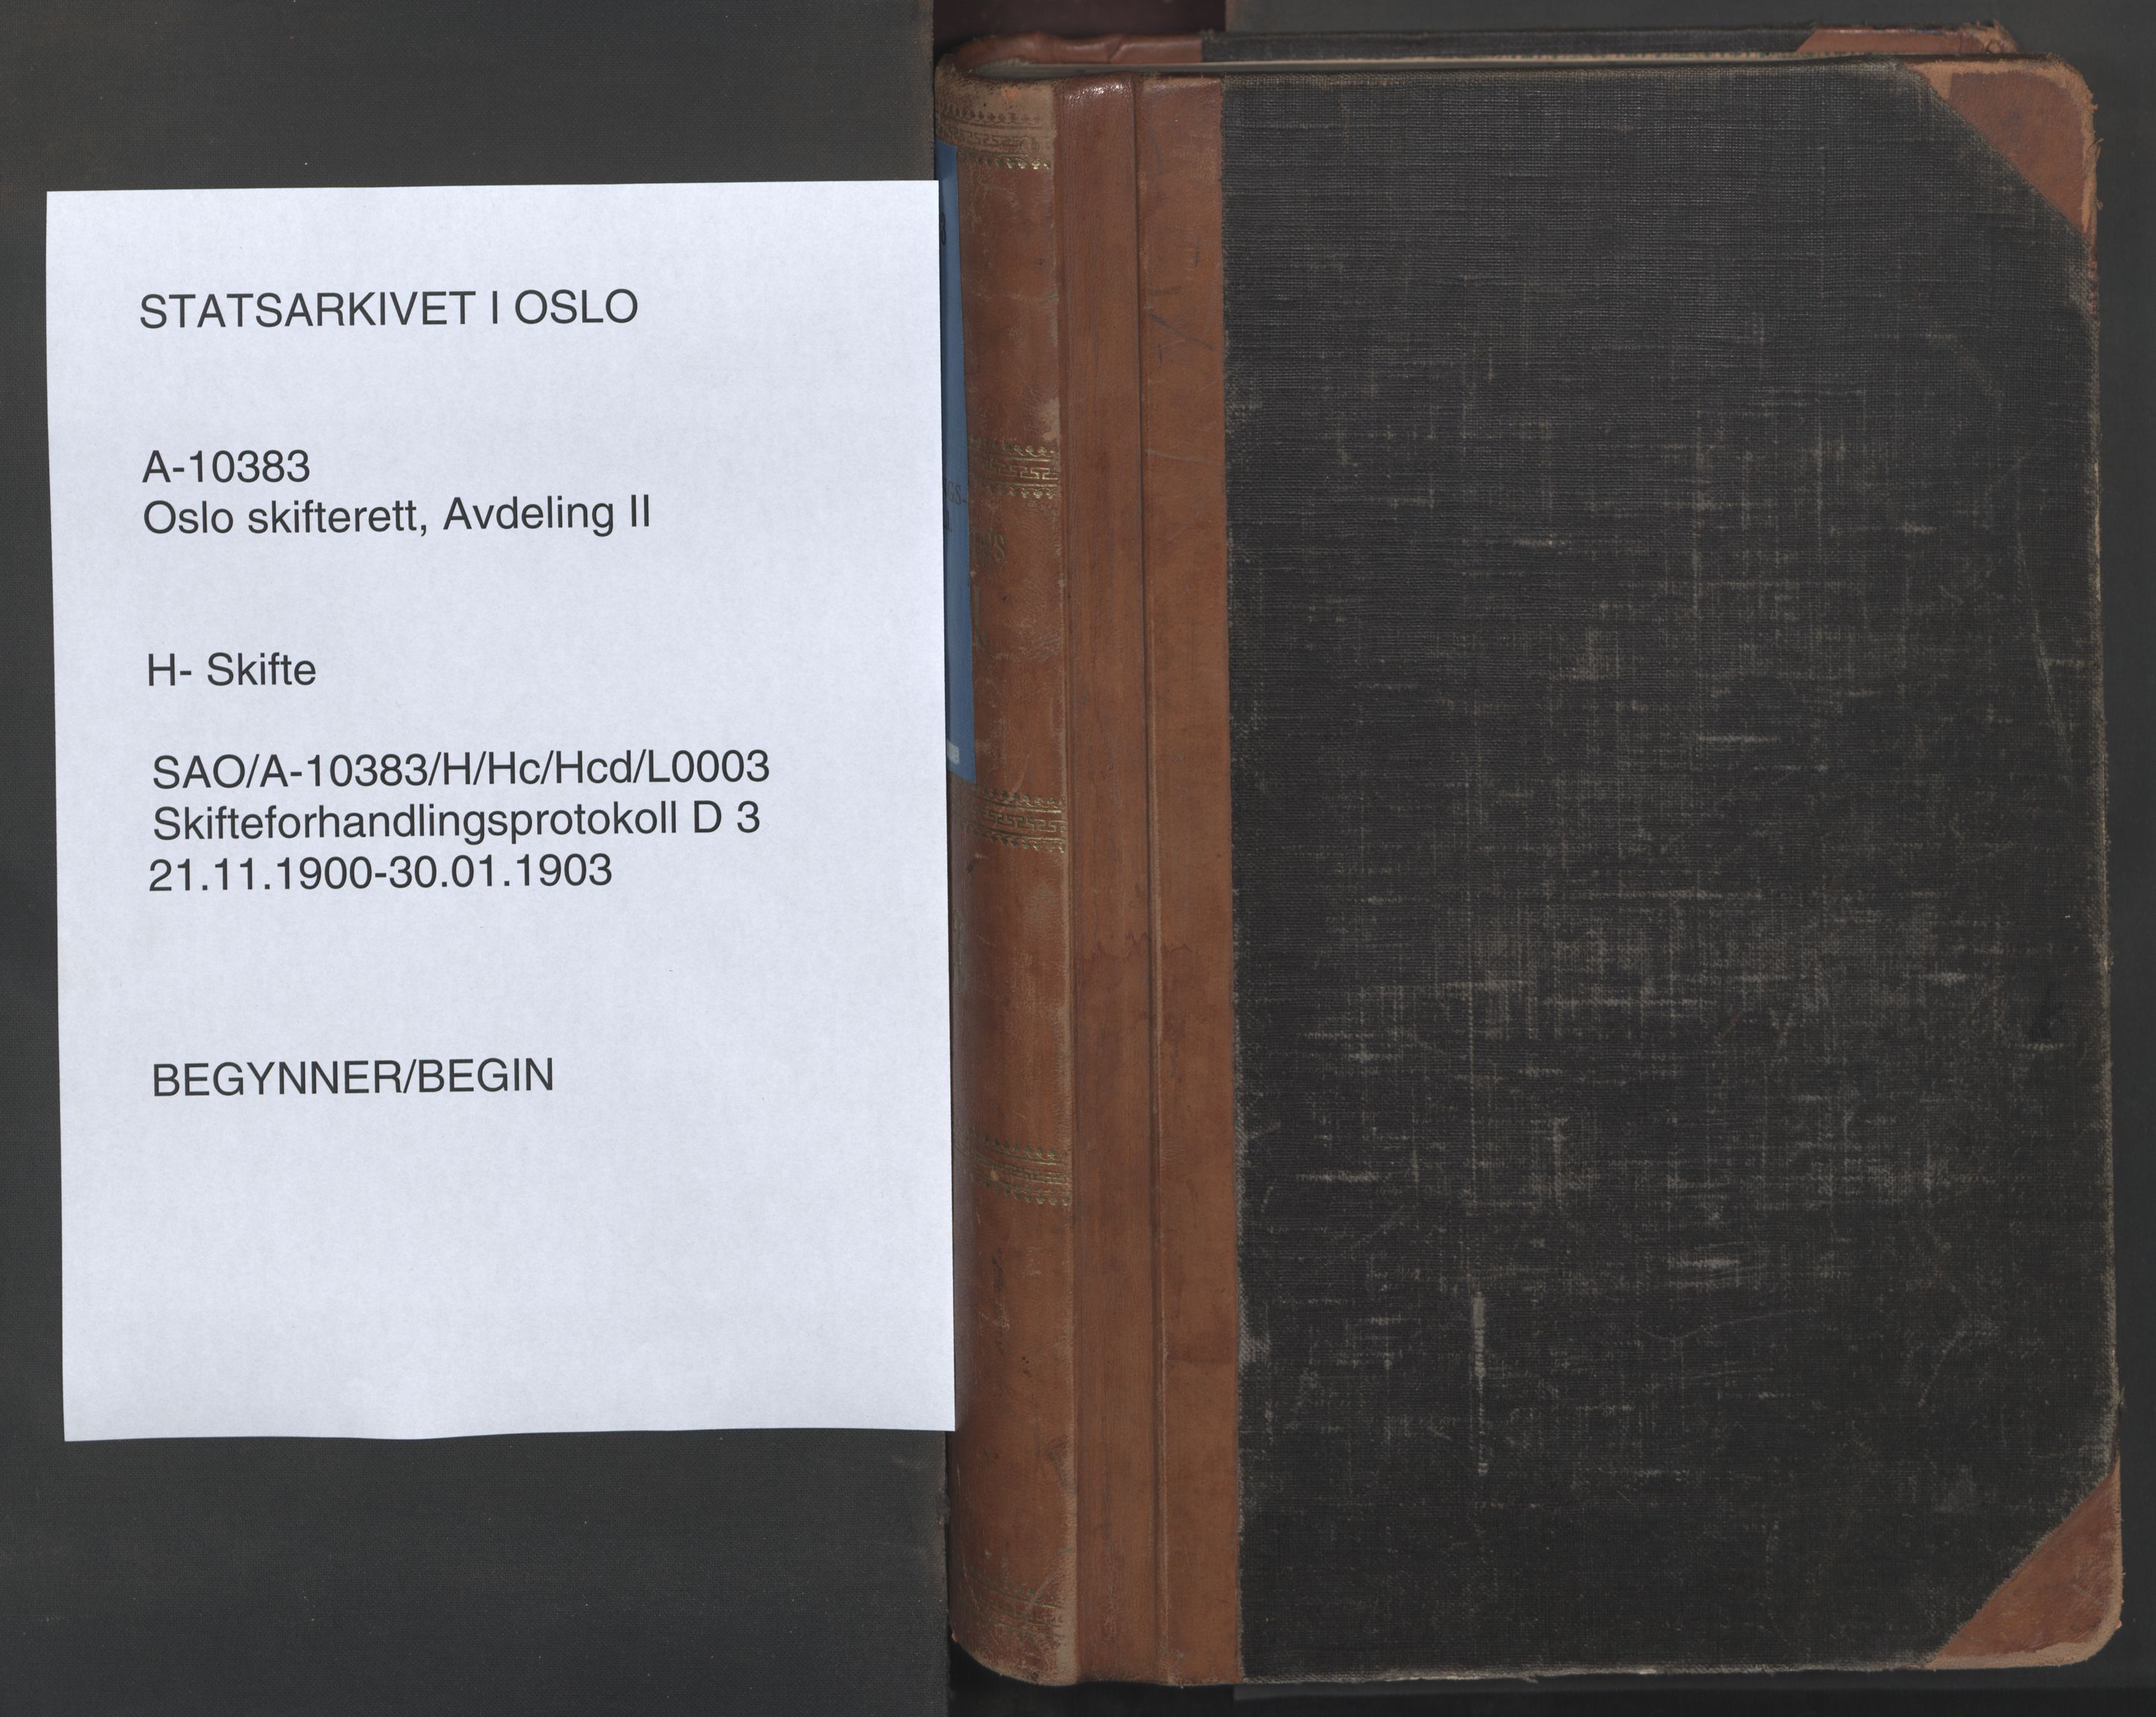 STATSARKIVET I OSLO
A-10383
Oslo skifterett, Avdeling II
H- Skifte
SAO/A-10383/H/Hc/Hcd/L0003
Skifteforhandlingsprotokoll D 3
21.11.1900-30.01.1903
BEGYNNER/BEGIN